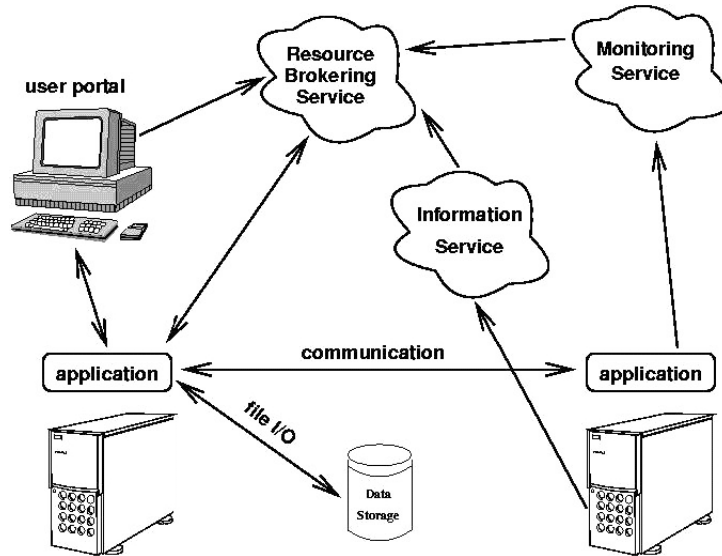 Resource
Brokering
Service
Monitoring
Service
user portal
Information
Service
communication
application
application
file I/O
Data
Storage